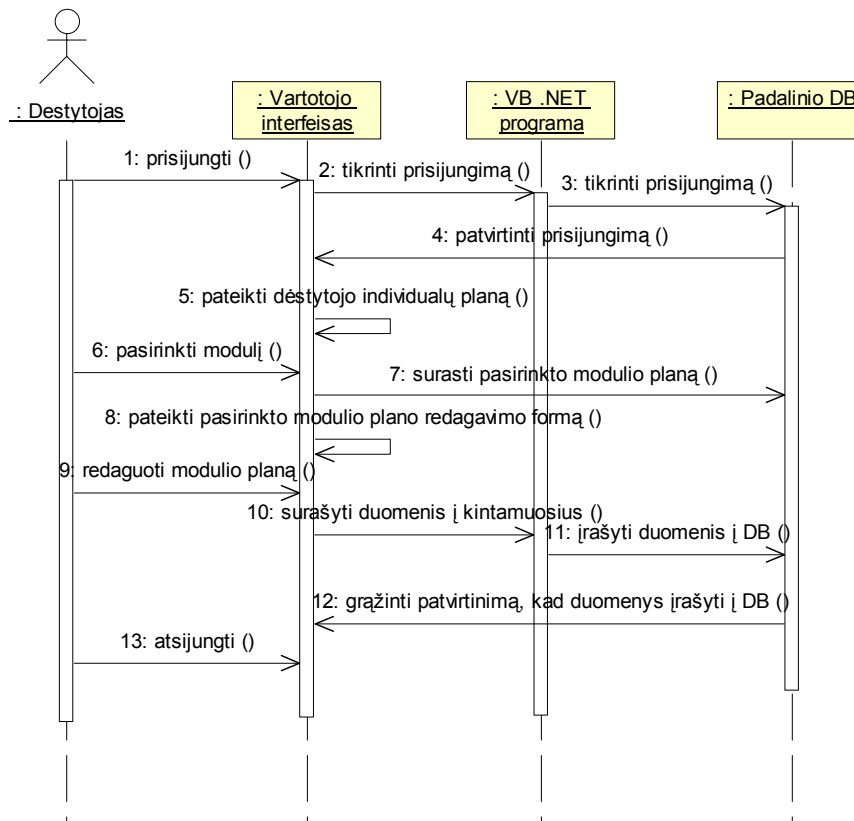 : Destytojas
: Vartotojo
interfeisas
: VB .NET
programa
: Padalinio DB
1: prisijungti ()
2: tikrinti prisijungimą ()
3: tikrinti prisijungimą ()
4: patvirtinti prisijungimą ()
5: pateikti dėstytojo individualų planą ()
6: pasirinkti modulį ()
7: surasti pasirinkto modulio planą ()
8: pateikti pasirinkto modulio plano redagavimo formą ()
9: redaguoti modulio planą ()
10: surašyti duomenis į kintamuosius ()
11: įrašyti duomenis į DB ()
12: grąžinti patvirtinimą, kad duomenys įrašyti į DB ()
13: atsijungti ()